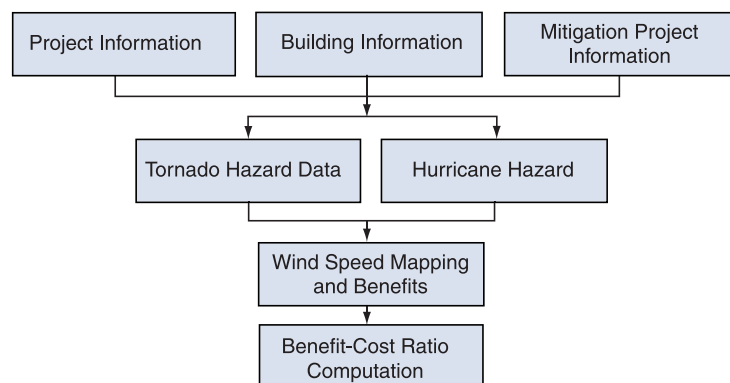 Project Information
Building Information
Mitigation Project
Information
Tornado Hazard Data
Hurricane Hazard
Wind Speed Mapping
and Benefits
Benefit-Cost Ratio
Computation